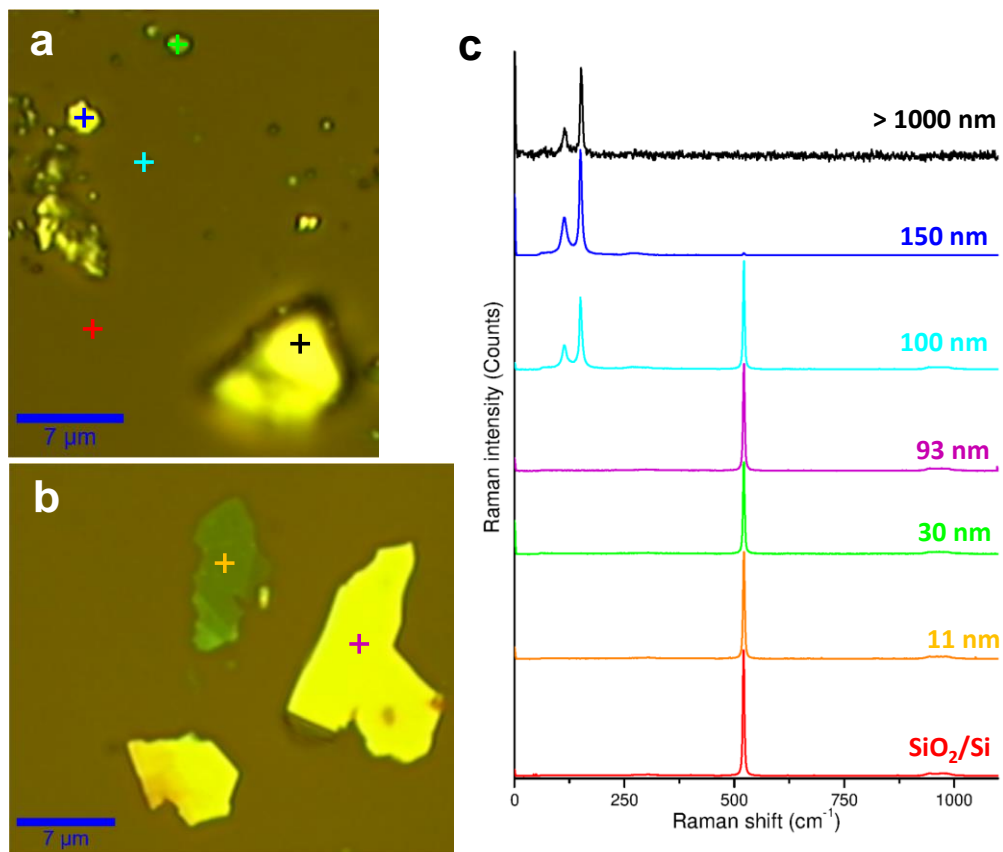 a
7 µm
b
7 µm
c
> 1000 nm
150 nm
100 nm
93 nm
30 nm
11 nm
SiO₂/Si
Raman intensity (Counts)
0 250 500 750 1000
Raman shift (cm⁻¹)